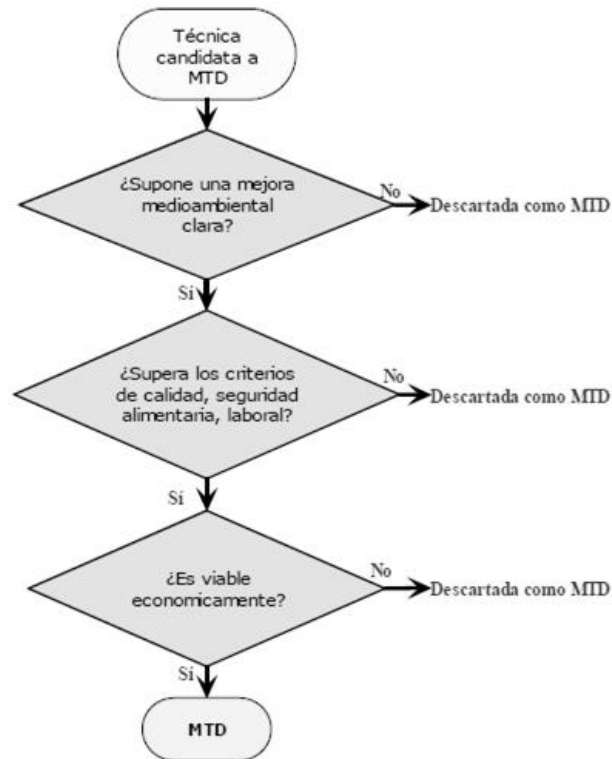 Técnica
candidata a
MTD
¿Supone una mejora
medioambiental
clara?
No
Descartada como MTD
Sí
¿Supera los criterios
de calidad, seguridad
alimentaria, laboral?
No
Descartada como MTD
Sí
¿Es viable
economicamente?
No
Descartada como MTD
Sí
MTD